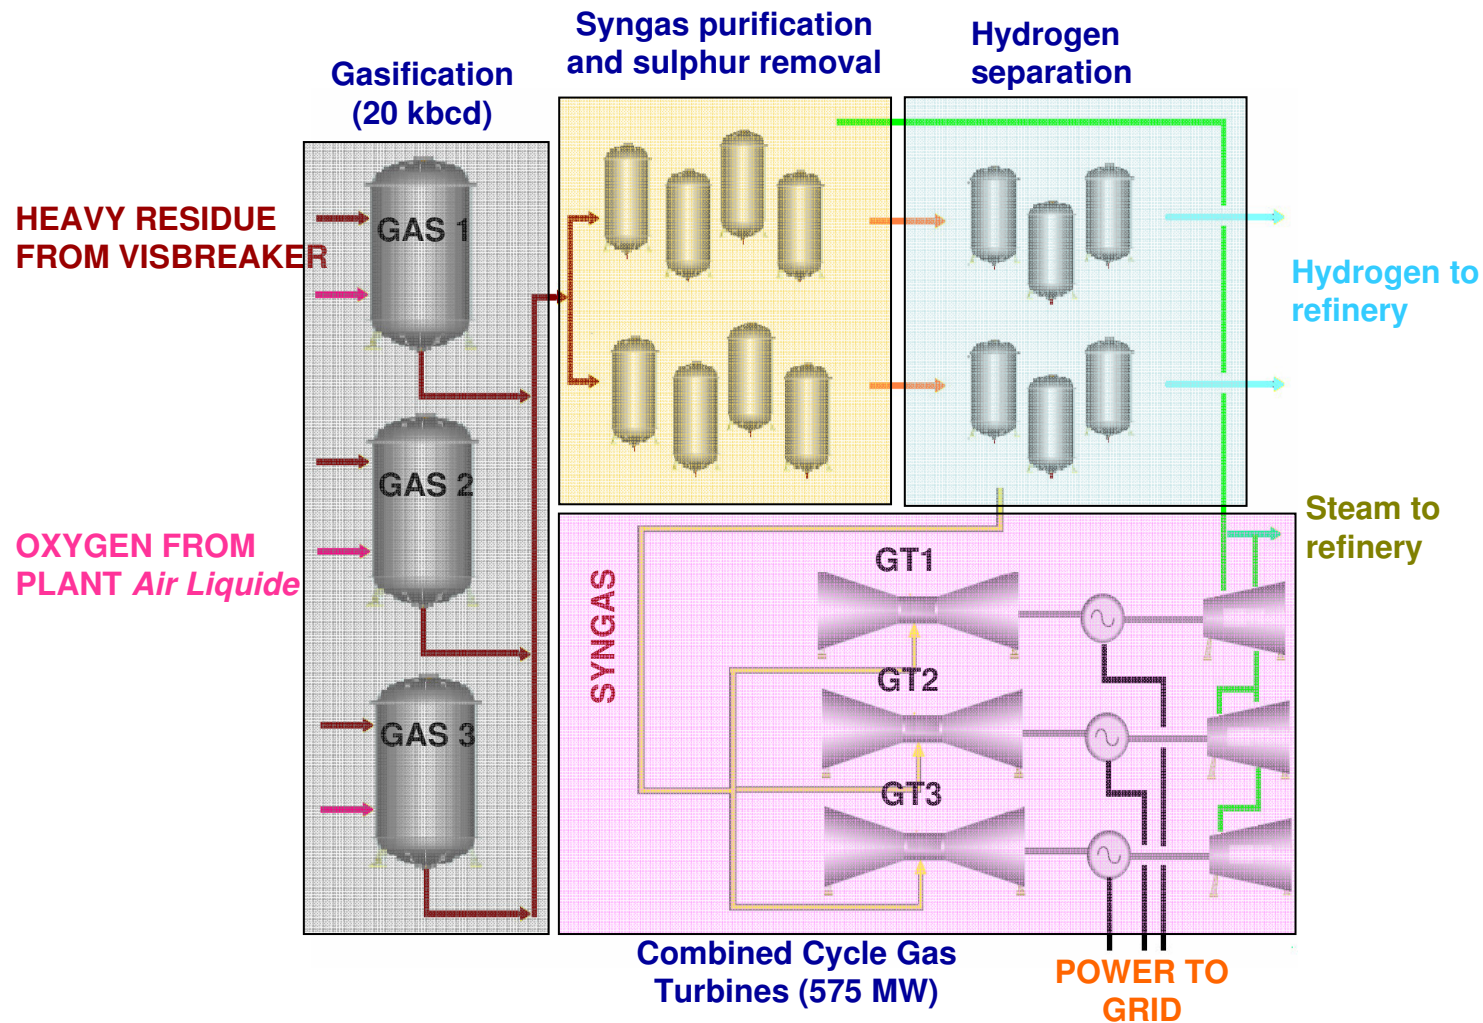 Syngas purification
and sulphur removal
Hydrogen
separation
Gasification
(20 kbcd)
HEAVY RESIDUE
FROM VISBREAKER
GAS 1
Hydrogen to
refinery
GAS 2
OXYGEN FROM
PLANT Air Liquide
Steam to
refinery
SYNGAS
GT1
GT2
GAS 3
GT3
Combined Cycle Gas
Turbines (575 MW)
POWER TO
GRID